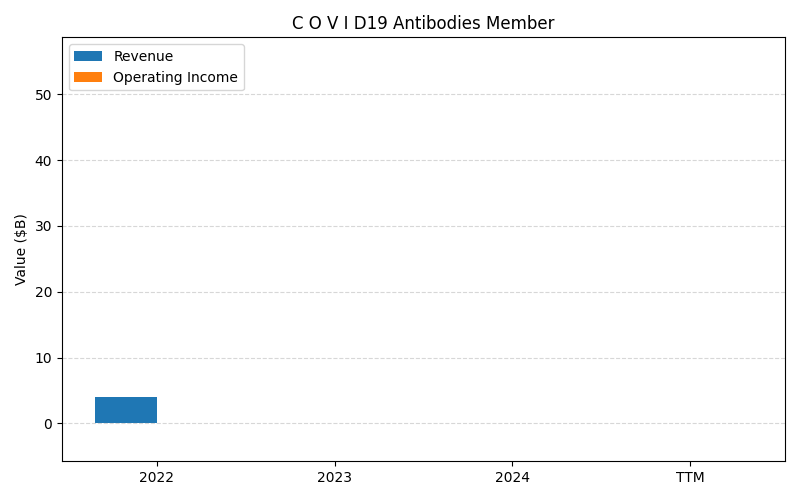 C O V I D19 Antibodies Member
Revenue
Operating Income
Value ($B)
50
40
30
20
10
0
2022 2023 2024 TTM